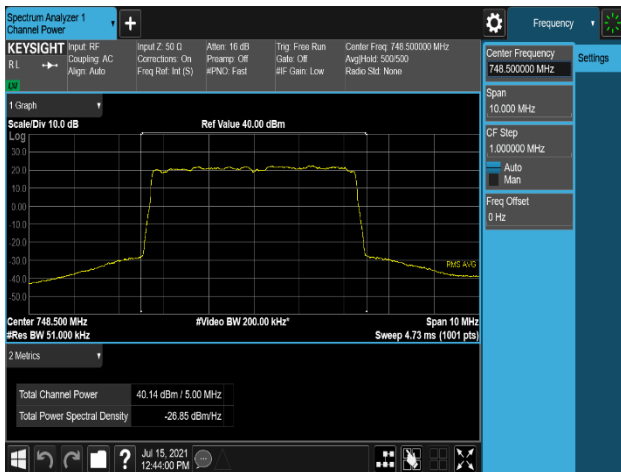 Spectrum Analyzer 1
Channel Power
+
Frequency
KEYSIGHT
R L
Input: RF
Coupling: AC
Align: Auto
Input Z: 50 Ω
Corrections: On
Freq Ref: Int (S)
Atten: 16 dB
Preamp: Off
#PNO: Fast
Trig: Free Run
Gate: Off
#IF Gain: Low
Center Freq: 748.500000 MHz
Avg|Hold: 500/500
Radio Std: None
1 Graph
Scale/Div 10.0 dB
Ref Value 40.00 dBm
Log
30.0
20.0
10.0
0.00
-10.0
-20.0
-30.0
-40.0
-50.0
RMS AVG
Center 748.500 MHz
#Video BW 200.00 kHz*
Span 10 MHz
#Res BW 51.000 kHz
Sweep 4.73 ms (1001 pts)
2 Metrics
Total Channel Power 40.14 dBm / 5.00 MHz
Total Power Spectral Density -26.85 dBm/Hz
?
Jul 15, 2021
12:44:00 PM
Center Frequency
748.500000 MHz
Settings
Span
10.000 MHz
CF Step
1.000000 MHz
Auto
Man
Freq Offset
0 Hz